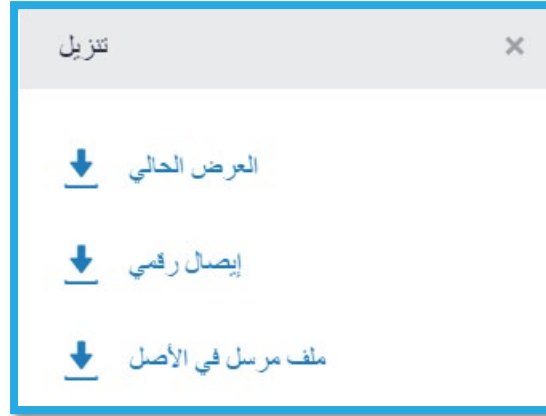 تنزيل
العرض الحالي
إيصال رقمي
ملف مرسل في الأصل